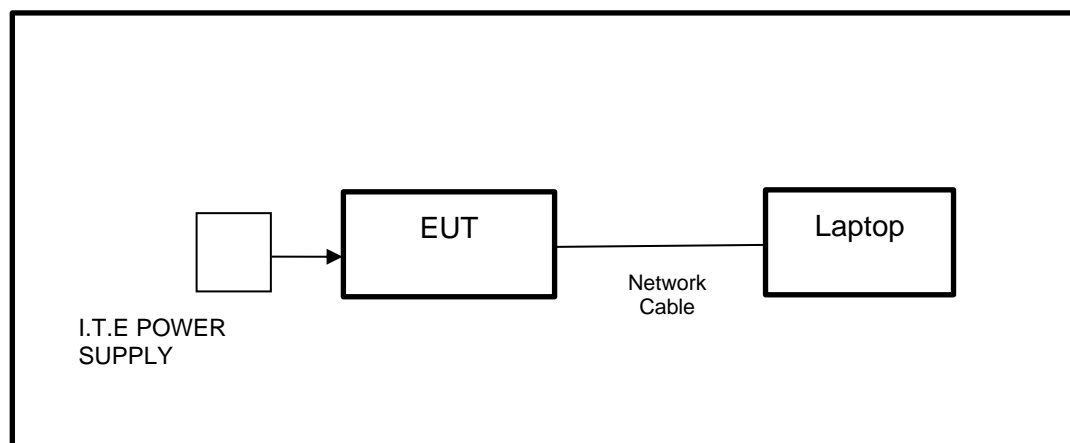 EUT
Laptop
Network
Cable
I.T.E POWER
SUPPLY